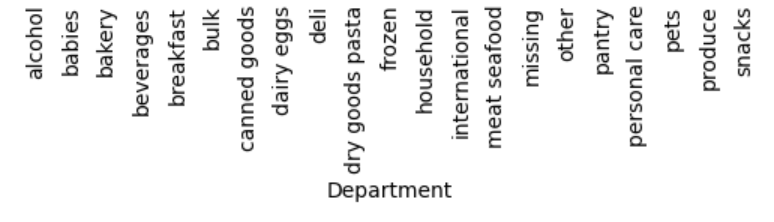 alcohol
babies
bakery
beverages
breakfast
bulk
canned goods
dairy eggs
deli
dry goods pasta
frozen
household
international
meat seafood
missing
other
pantry
personal care
pets
produce
snacks
Department